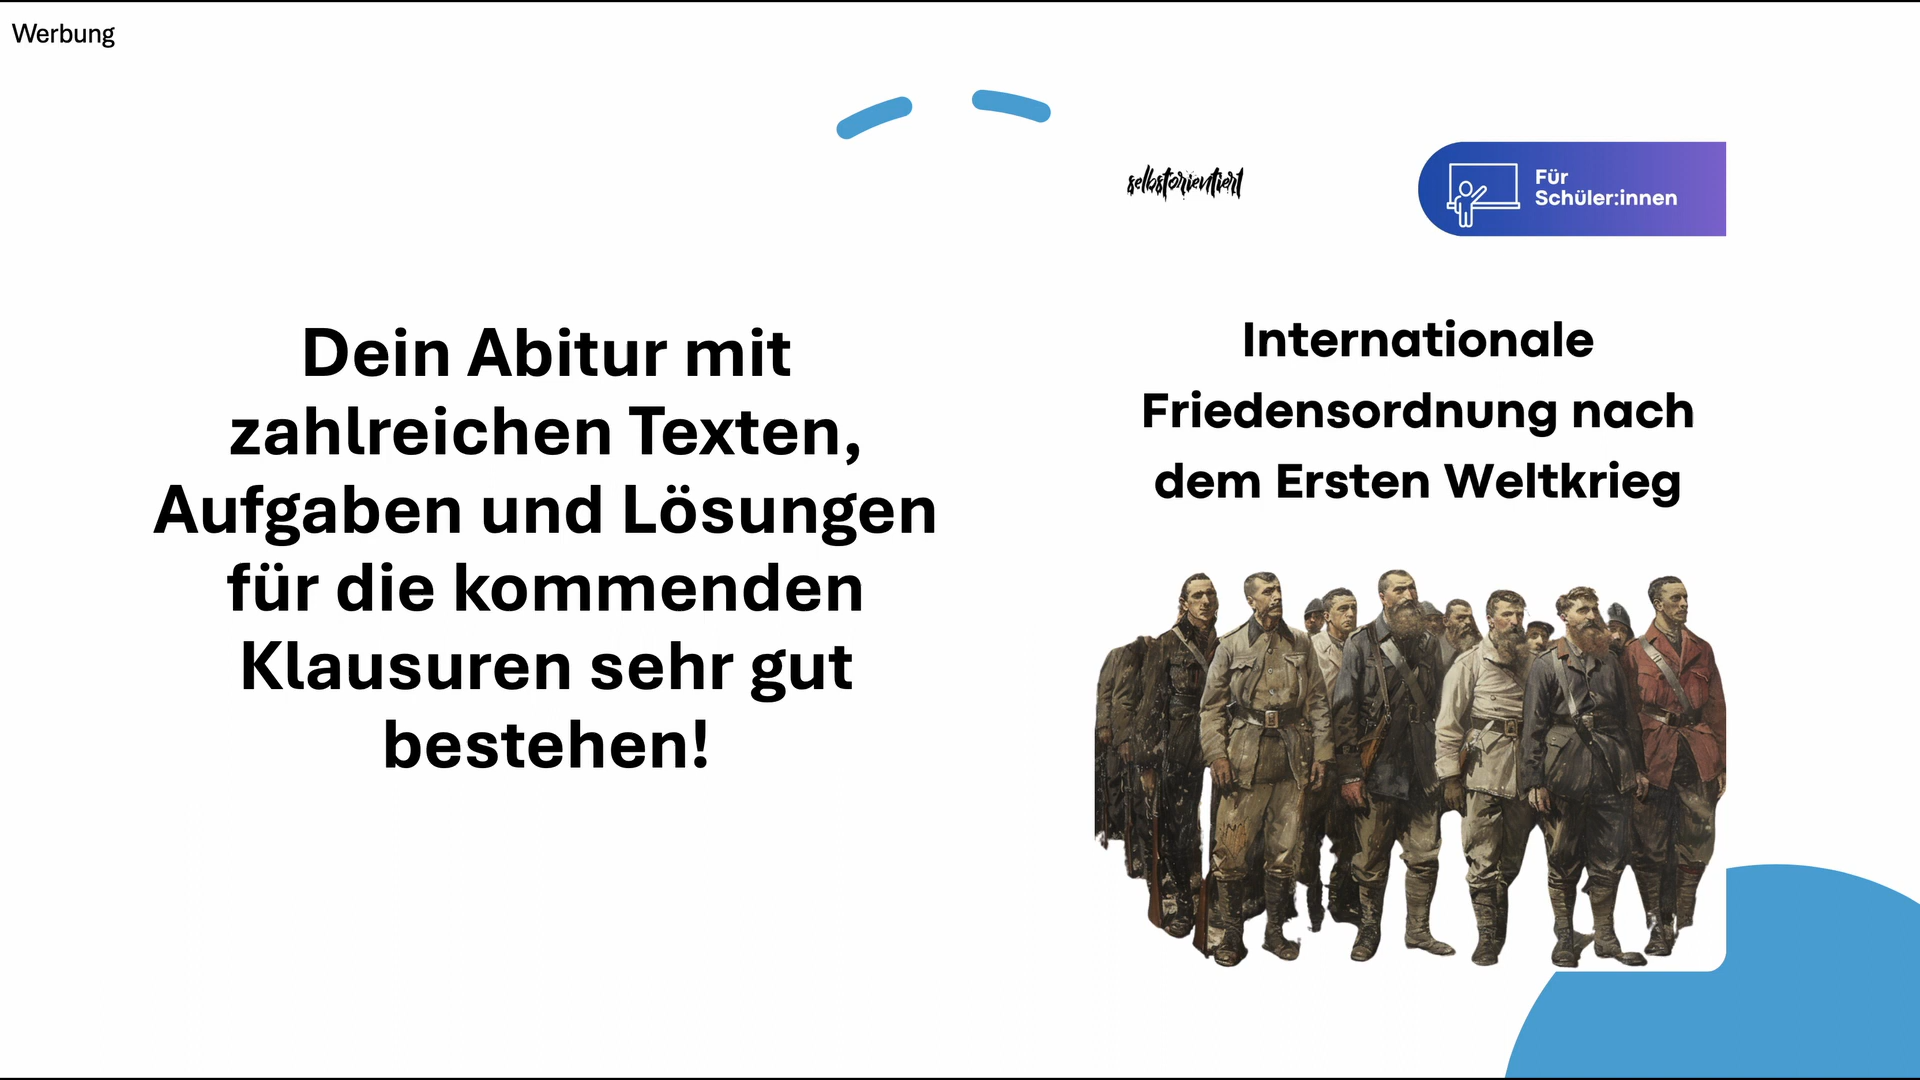 Werbung
Dein Abitur mit
zahlreichen Texten,
Aufgaben und Lösungen
für die kommenden
Klausuren sehr gut
bestehen!
selbstorientiert
Für
Schüler:innen
Internationale
Friedensordnung nach
dem Ersten Weltkrieg